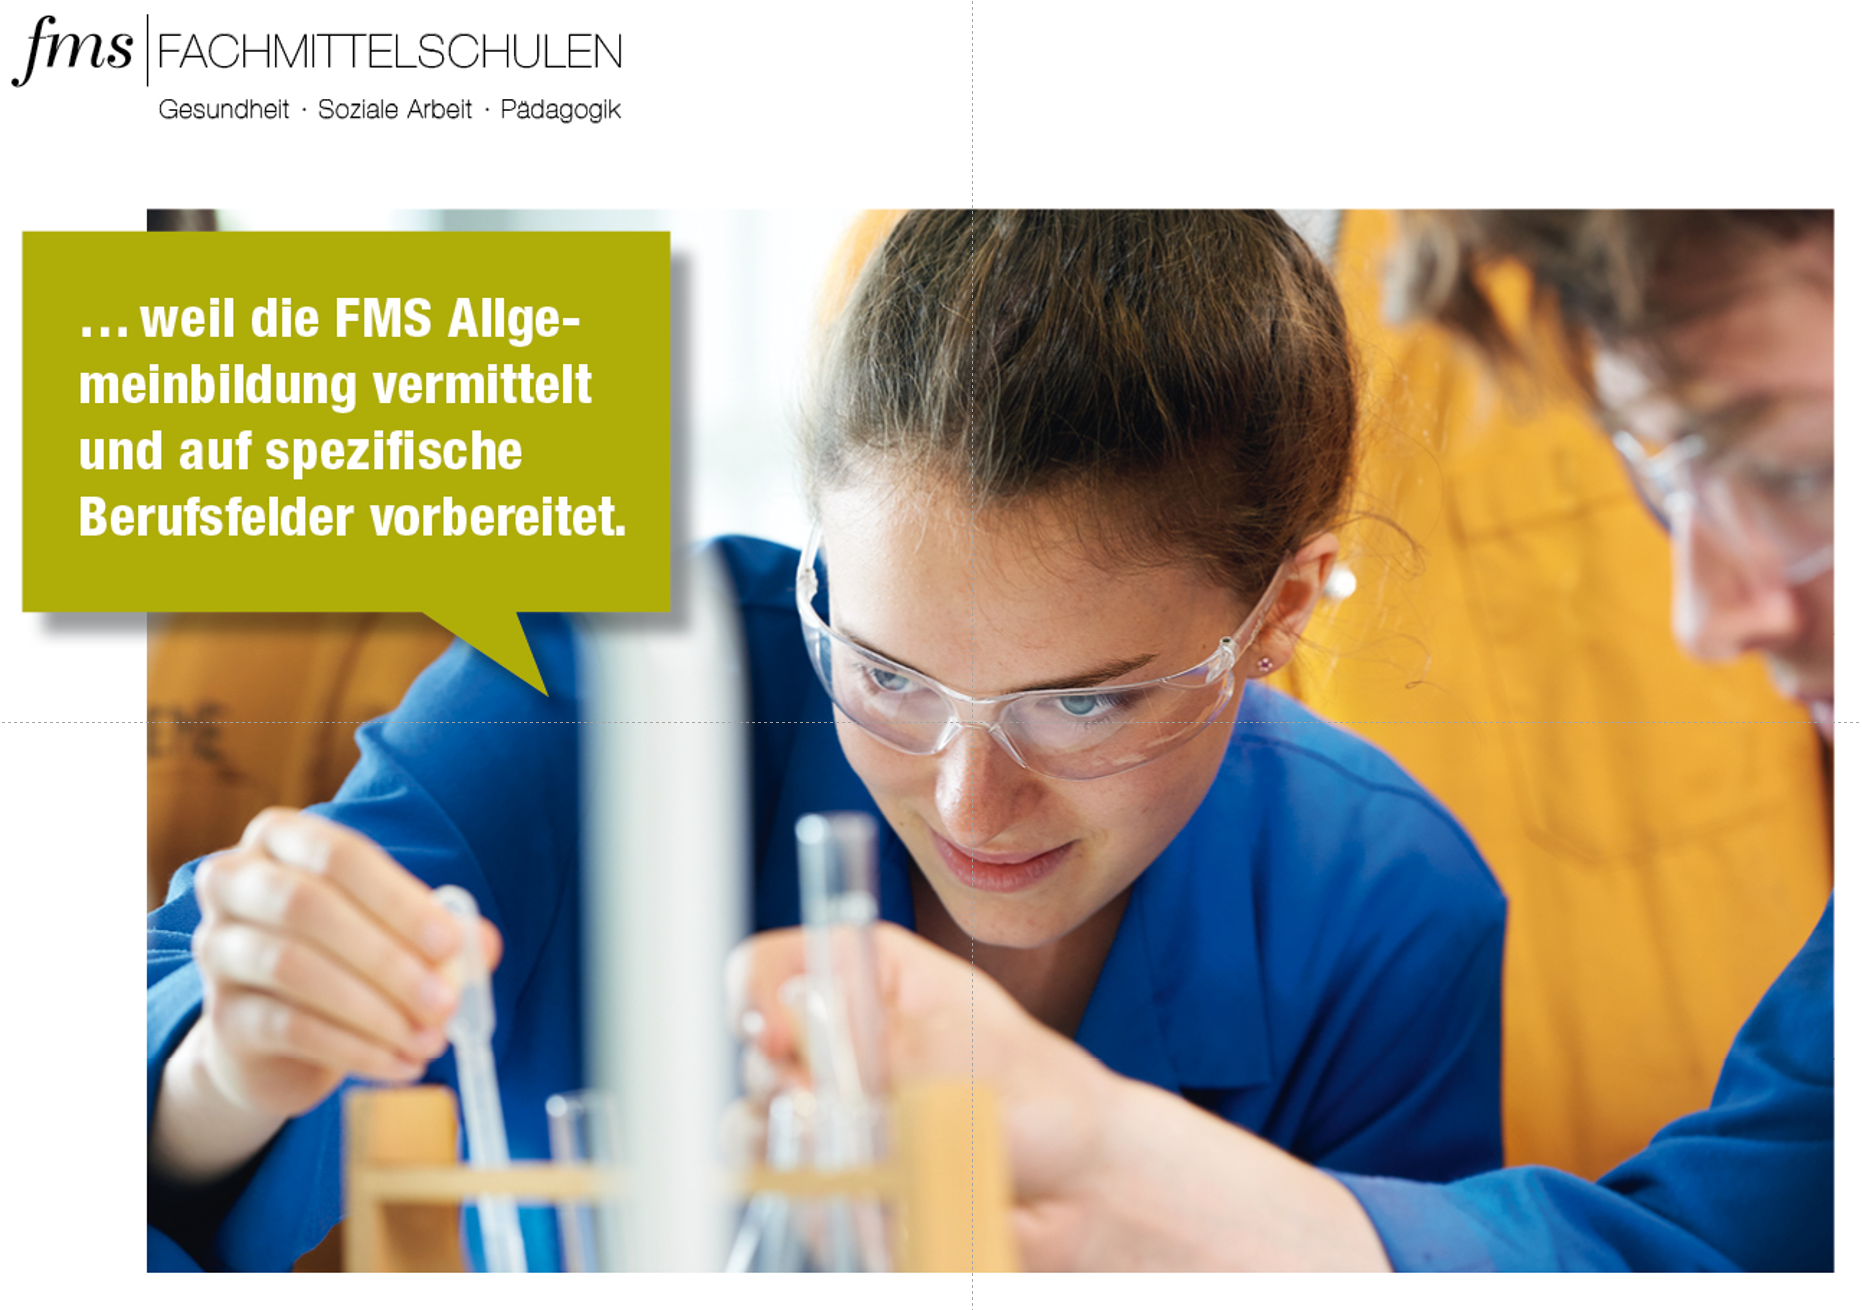 fms FACHMITTELSCHULEN
Gesundheit · Soziale Arbeit · Pädagogik
…weil die FMS Allge-
meinbildung vermittelt
und auf spezifische
Berufsfelder vorbereitet.